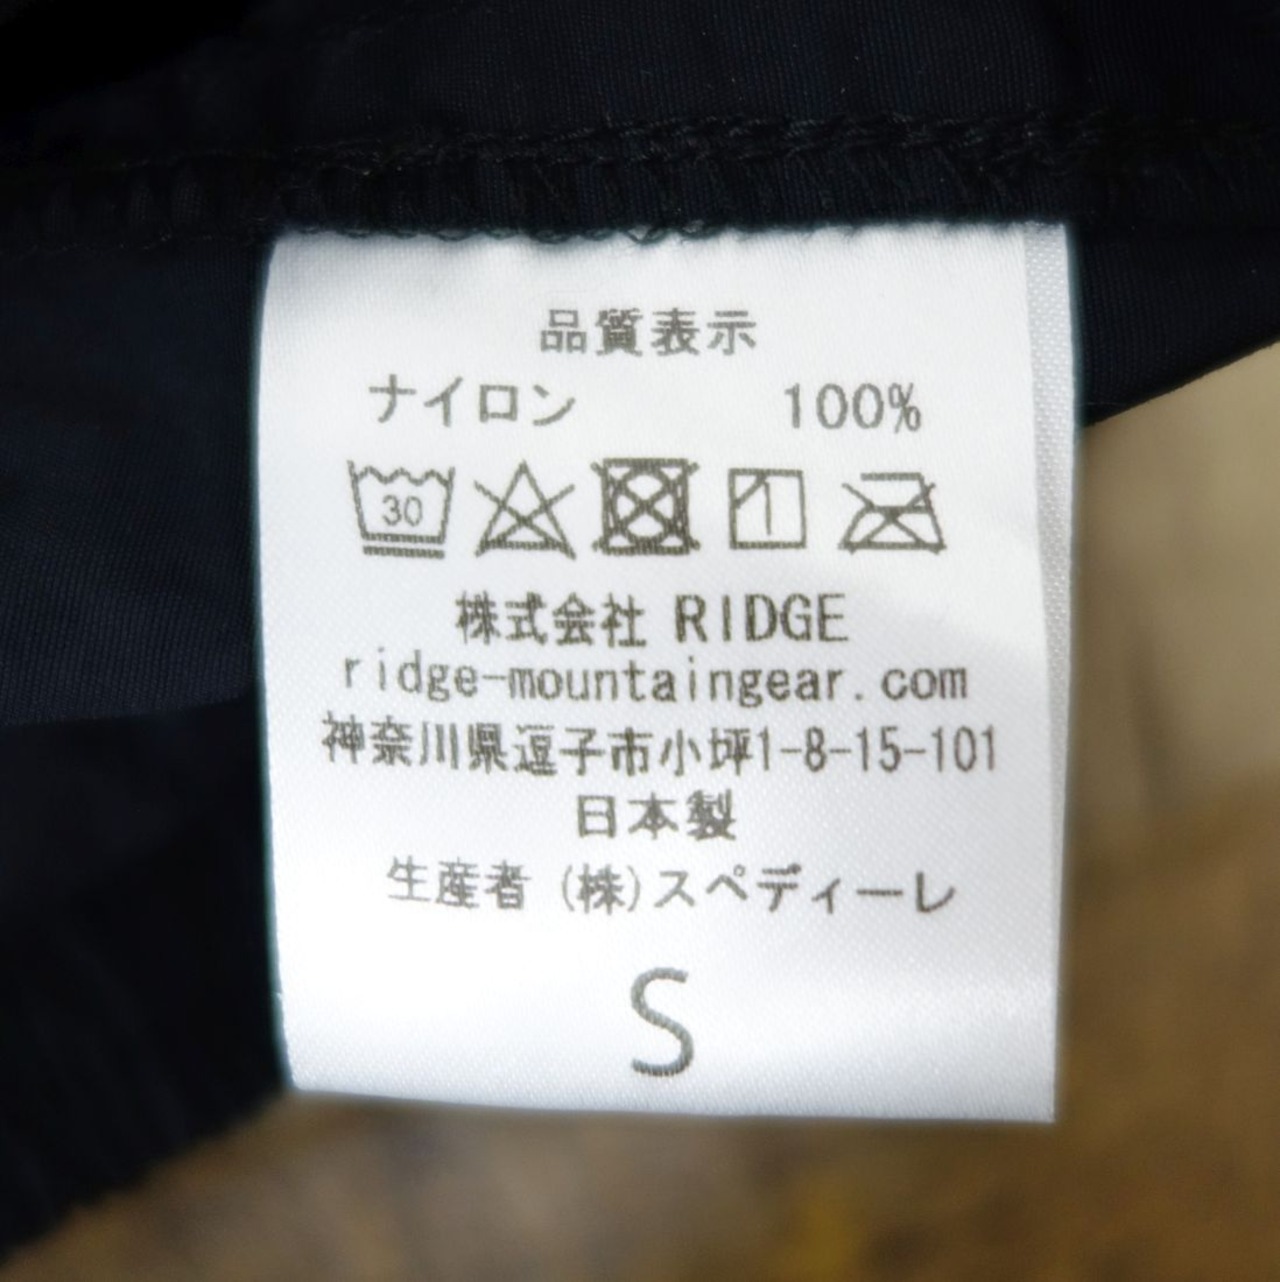 品質表示
ナイロン 100%
30
株式会社 RIDGE
ridge-mountaingear.com
神奈川県逗子市小坪1-8-15-101
日本製
生産者 (株)スペディーレ
S